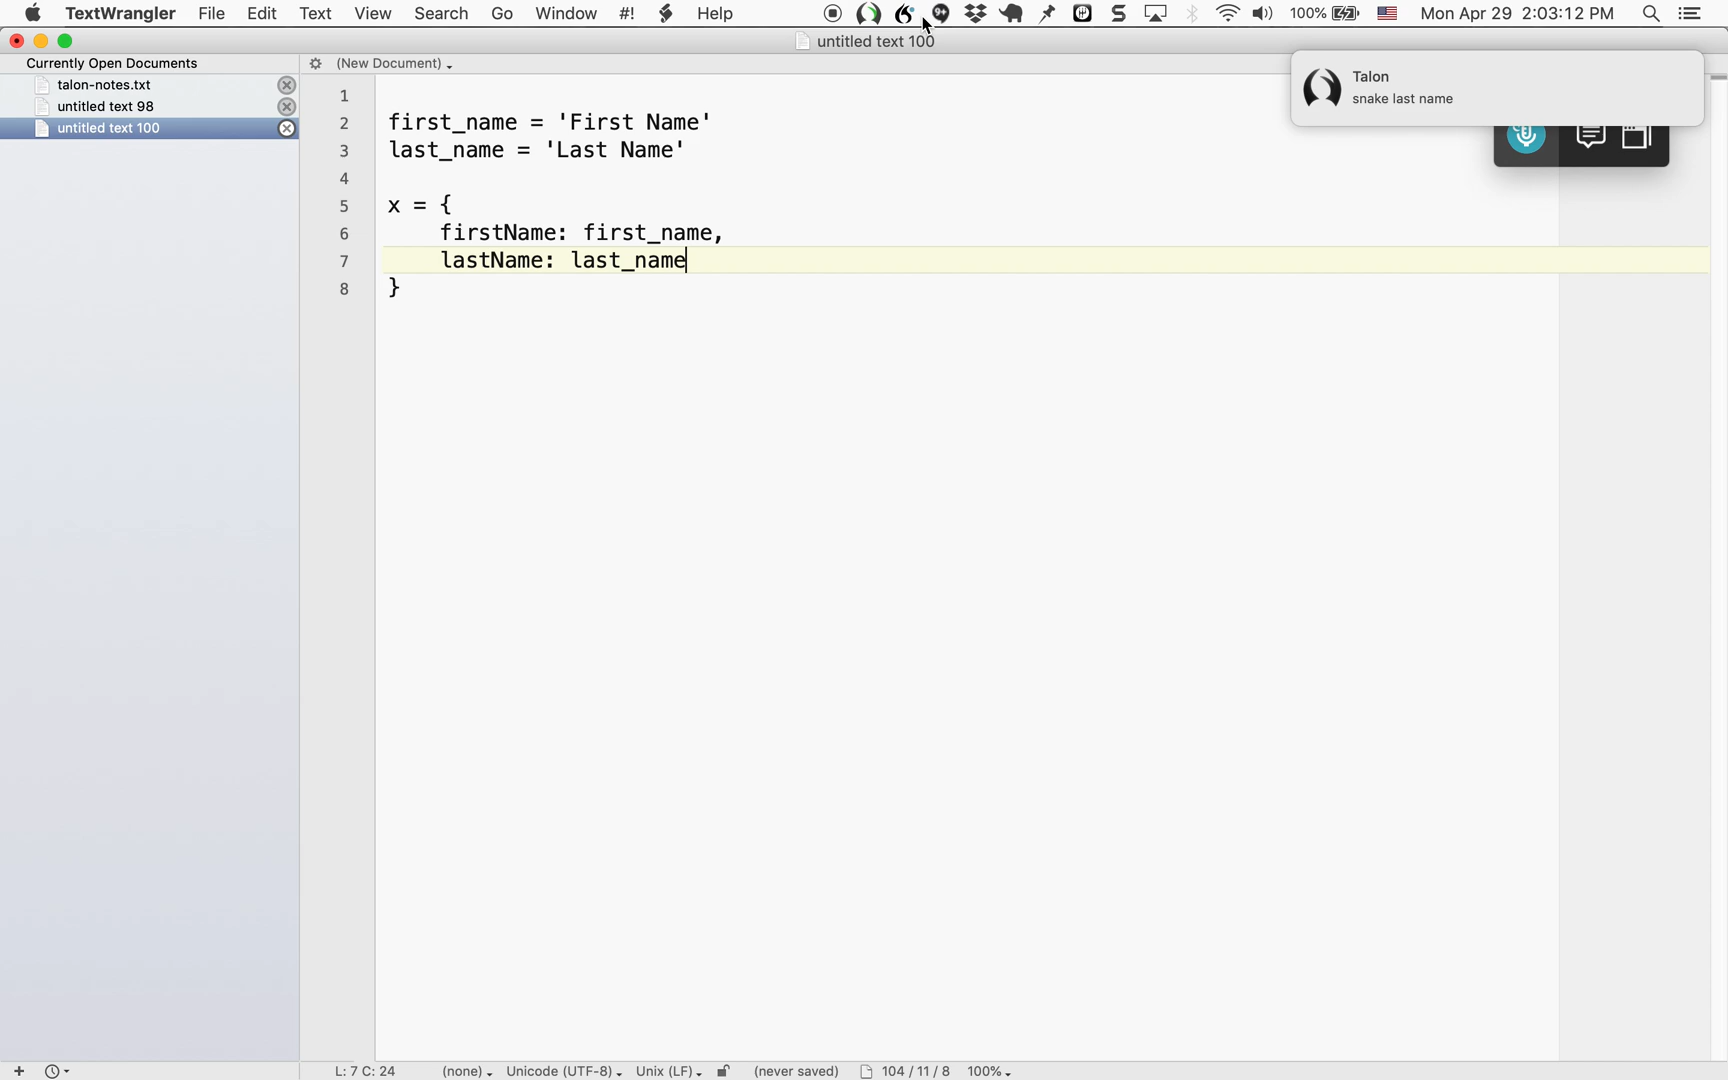 TextWrangler File Edit Text View Search Go Window #! Help 100% Mon Apr 29 2:03:12 PM
untitled text 100
Currently Open Documents
(New Document)
talon-notes.txt
untitled text 98
untitled text 100
Talon
snake last name
1
2 first_name = 'First Name'
3 last_name = 'Last Name'
4
5 x = {
6 firstName: first_name,
7 lastName: last_name
8 }
L: 7 C: 24 (none) Unicode (UTF-8) Unix (LF) (never saved) 104 / 11 / 8 100%